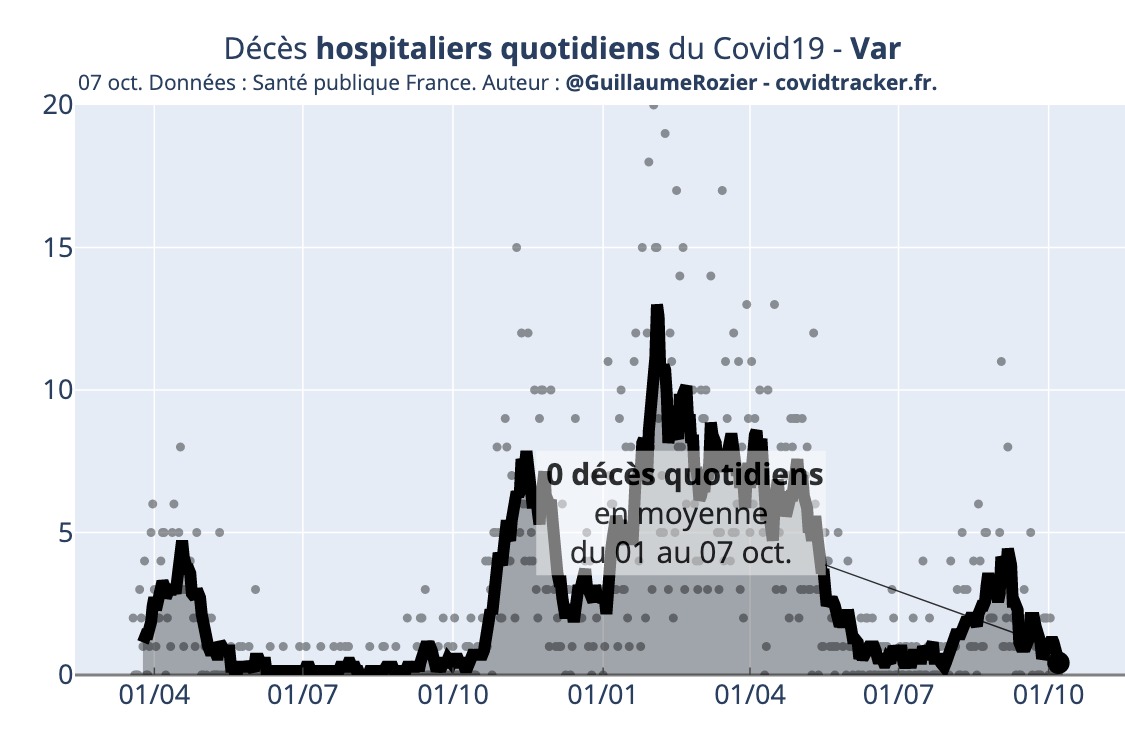 Décès hospitaliers quotidiens du Covid19 - Var
07 oct. Données : Santé publique France. Auteur : @GuillaumeRozier - covidtracker.fr.
20
15
10
5
0
0 décès quotidiens
en moyenne
du 01 au 07 oct.
01/04 01/07 01/10 01/01 01/04 01/07 01/10